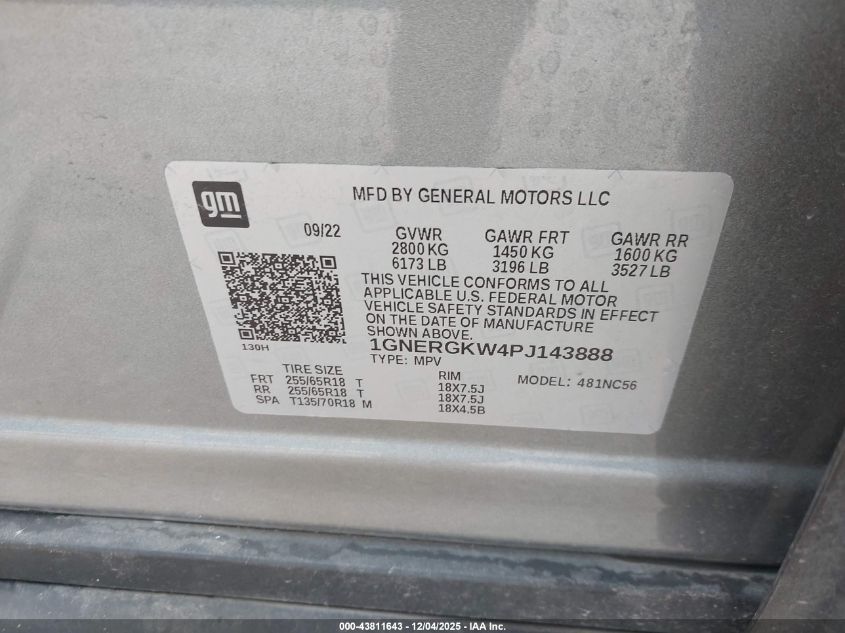 gm
MFD BY GENERAL MOTORS LLC
09/22
GVWR GAWR FRT GAWR RR
2800 KG 1450 KG 1600 KG
6173 LB 3196 LB 3527 LB
THIS VEHICLE CONFORMS TO ALL
APPLICABLE U.S. FEDERAL MOTOR
VEHICLE SAFETY STANDARDS IN EFFECT
ON THE DATE OF MANUFACTURE
SHOWN ABOVE.
130H
1GNERGKW4PJ143888
TYPE: MPV
TIRE SIZE RIM MODEL: 481NC56
FRT 255/65R18 T 18X7.5J
RR 255/65R18 T 18X7.5J
SPA T135/70R18 M 18X4.5B
000-43811643 - 12/04/2025 - IAA Inc.